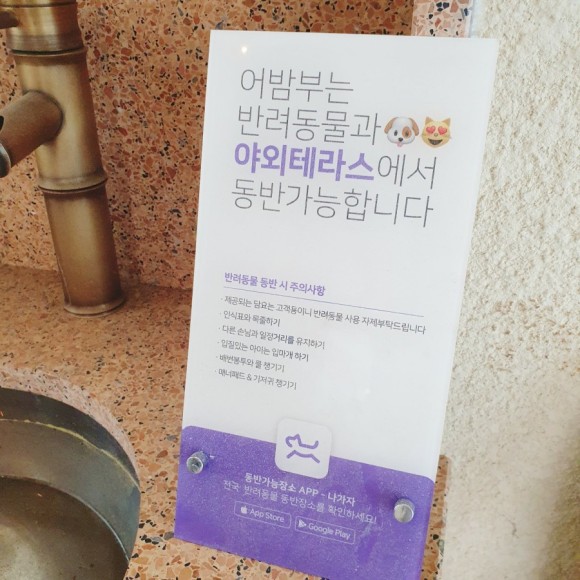 어밤부는
반려동물과
야외테라스에서
동반가능합니다
반려동물 동반 시 주의사항
· 제공되는 담요는 고객용이니 반려동물 사용 자제부탁드립니다
인식표와 목줄하기
· 다른 손님과 일정거리를 유지하기
· 입질있는 아이는 입마개 하기
· 배변봉투와 물 챙기기
· 매너패드 & 기저귀 챙기기
동반가능장소 APP - 나가자
전국 반려동물 동반장소를 확인하세요!
App Store Google Play